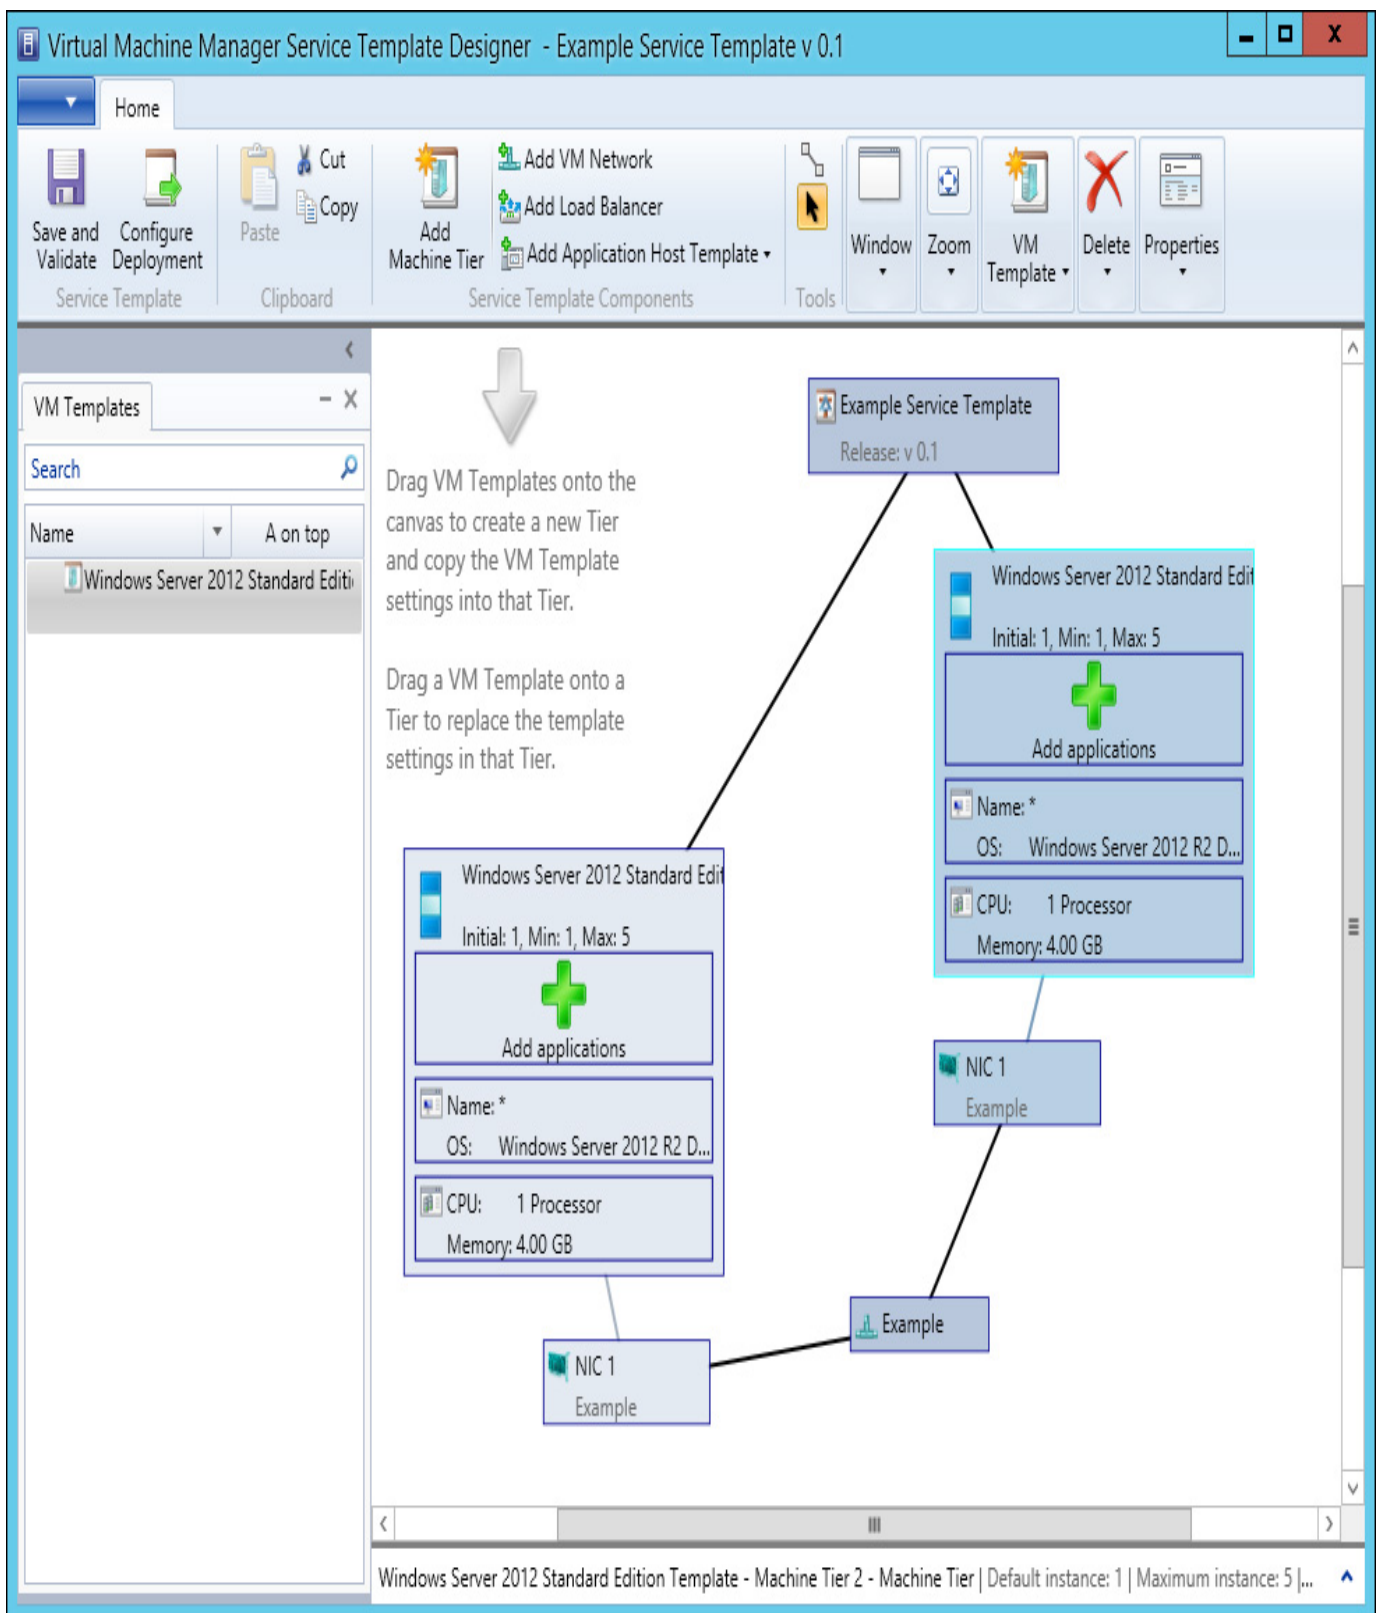 Virtual Machine Manager Service Template Designer - Example Service Template v 0.1
Home
Save and Validate
Configure Deployment
Service Template
Paste
Cut
Copy
Clipboard
Add Machine Tier
Add VM Network
Add Load Balancer
Add Application Host Template
Service Template Components
Tools
Window
Zoom
VM Template
Delete
Properties
VM Templates
Search
Name
A on top
Windows Server 2012 Standard Editi
Drag VM Templates onto the
canvas to create a new Tier
and copy the VM Template
settings into that Tier.
Drag a VM Template onto a
Tier to replace the template
settings in that Tier.
Example Service Template
Release: v 0.1
Windows Server 2012 Standard Edit
Initial: 1, Min: 1, Max: 5
Add applications
Name: *
OS: Windows Server 2012 R2 D...
CPU: 1 Processor
Memory: 4.00 GB
NIC 1
Example
Windows Server 2012 Standard Edit
Initial: 1, Min: 1, Max: 5
Add applications
Name: *
OS: Windows Server 2012 R2 D...
CPU: 1 Processor
Memory: 4.00 GB
NIC 1
Example
Example
Windows Server 2012 Standard Edition Template - Machine Tier 2 - Machine Tier | Default instance: 1 | Maximum instance: 5 |...